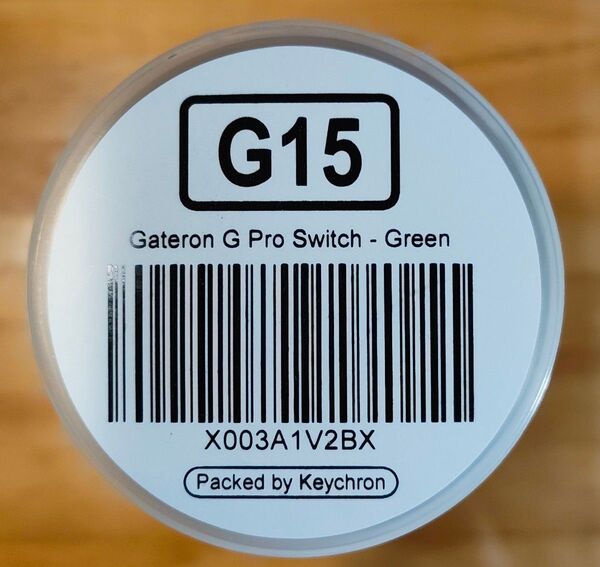 G15
Gateron G Pro Switch - Green
X003A1V2BX
Packed by Keychron